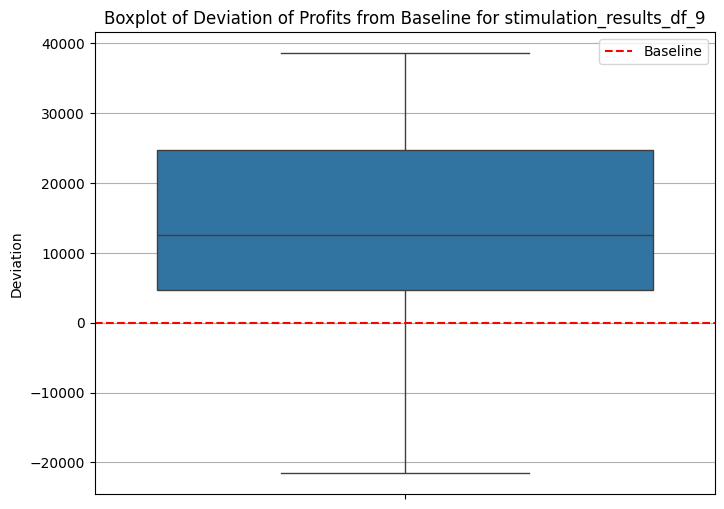 Boxplot of Deviation of Profits from Baseline for stimulation_results_df_9
Baseline
40000
30000
20000
10000
0
−10000
−20000
Deviation